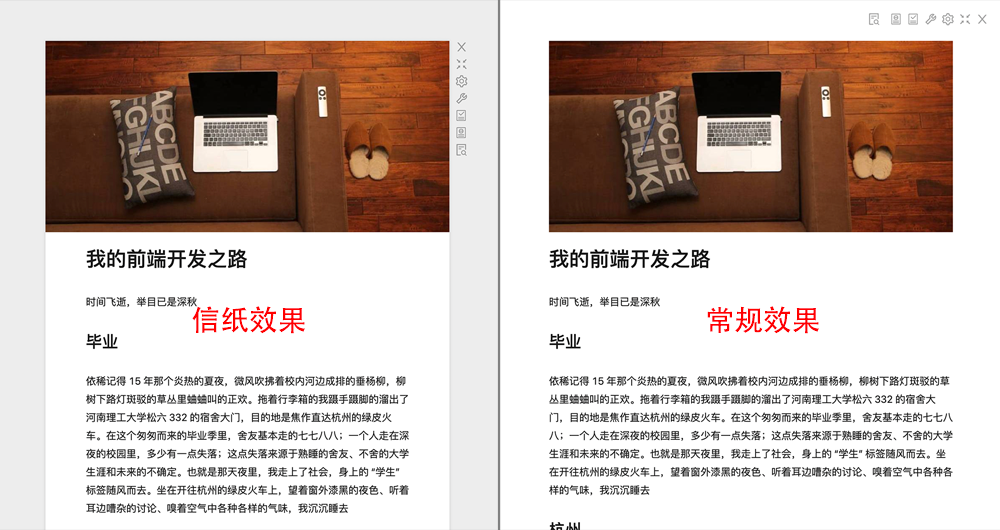 ABCDE
FGHIJK
我的前端开发之路
时间飞逝，举目已是深秋
信纸效果
毕业
依稀记得 15 年那个炎热的夏夜，微风吹拂着校内河边成排的垂杨柳，柳
树下路灯斑驳的草丛里蛐蛐叫的正欢。拖着行李箱的我蹑手蹑脚的溜出了
河南理工大学松六 332 的宿舍大门，目的地是焦作直达杭州的绿皮火
车。在这个匆匆而来的毕业季里，舍友基本走的七七八八；一个人走在深
夜的校园里，多少有一点失落；这点失落来源于熟睡的舍友、不舍的大学
生涯和未来的不确定。也就是那天夜里，我走上了社会，身上的 “学生”
标签随风而去。坐在开往杭州的绿皮火车上，望着窗外漆黑的夜色、听着
耳边嘈杂的讨论、嗅着空气中各种各样的气味，我沉沉睡去
我的前端开发之路
时间飞逝，举目已是深秋
常规效果
毕业
依稀记得 15 年那个炎热的夏夜，微风吹拂着校内河边成排的垂杨柳，柳树下路灯斑驳的草
丛里蛐蛐叫的正欢。拖着行李箱的我蹑手蹑脚的溜出了河南理工大学松六 332 的宿舍大
门，目的地是焦作直达杭州的绿皮火车。在这个匆匆而来的毕业季里，舍友基本走的七七八
八；一个人走在深夜的校园里，多少有一点失落；这点失落来源于熟睡的舍友、不舍的大学
生涯和未来的不确定。也就是那天夜里，我走上了社会，身上的 “学生” 标签随风而去。坐
在开往杭州的绿皮火车上，望着窗外漆黑的夜色、听着耳边嘈杂的讨论、嗅着空气中各种各
样的气味，我沉沉睡去
杭州